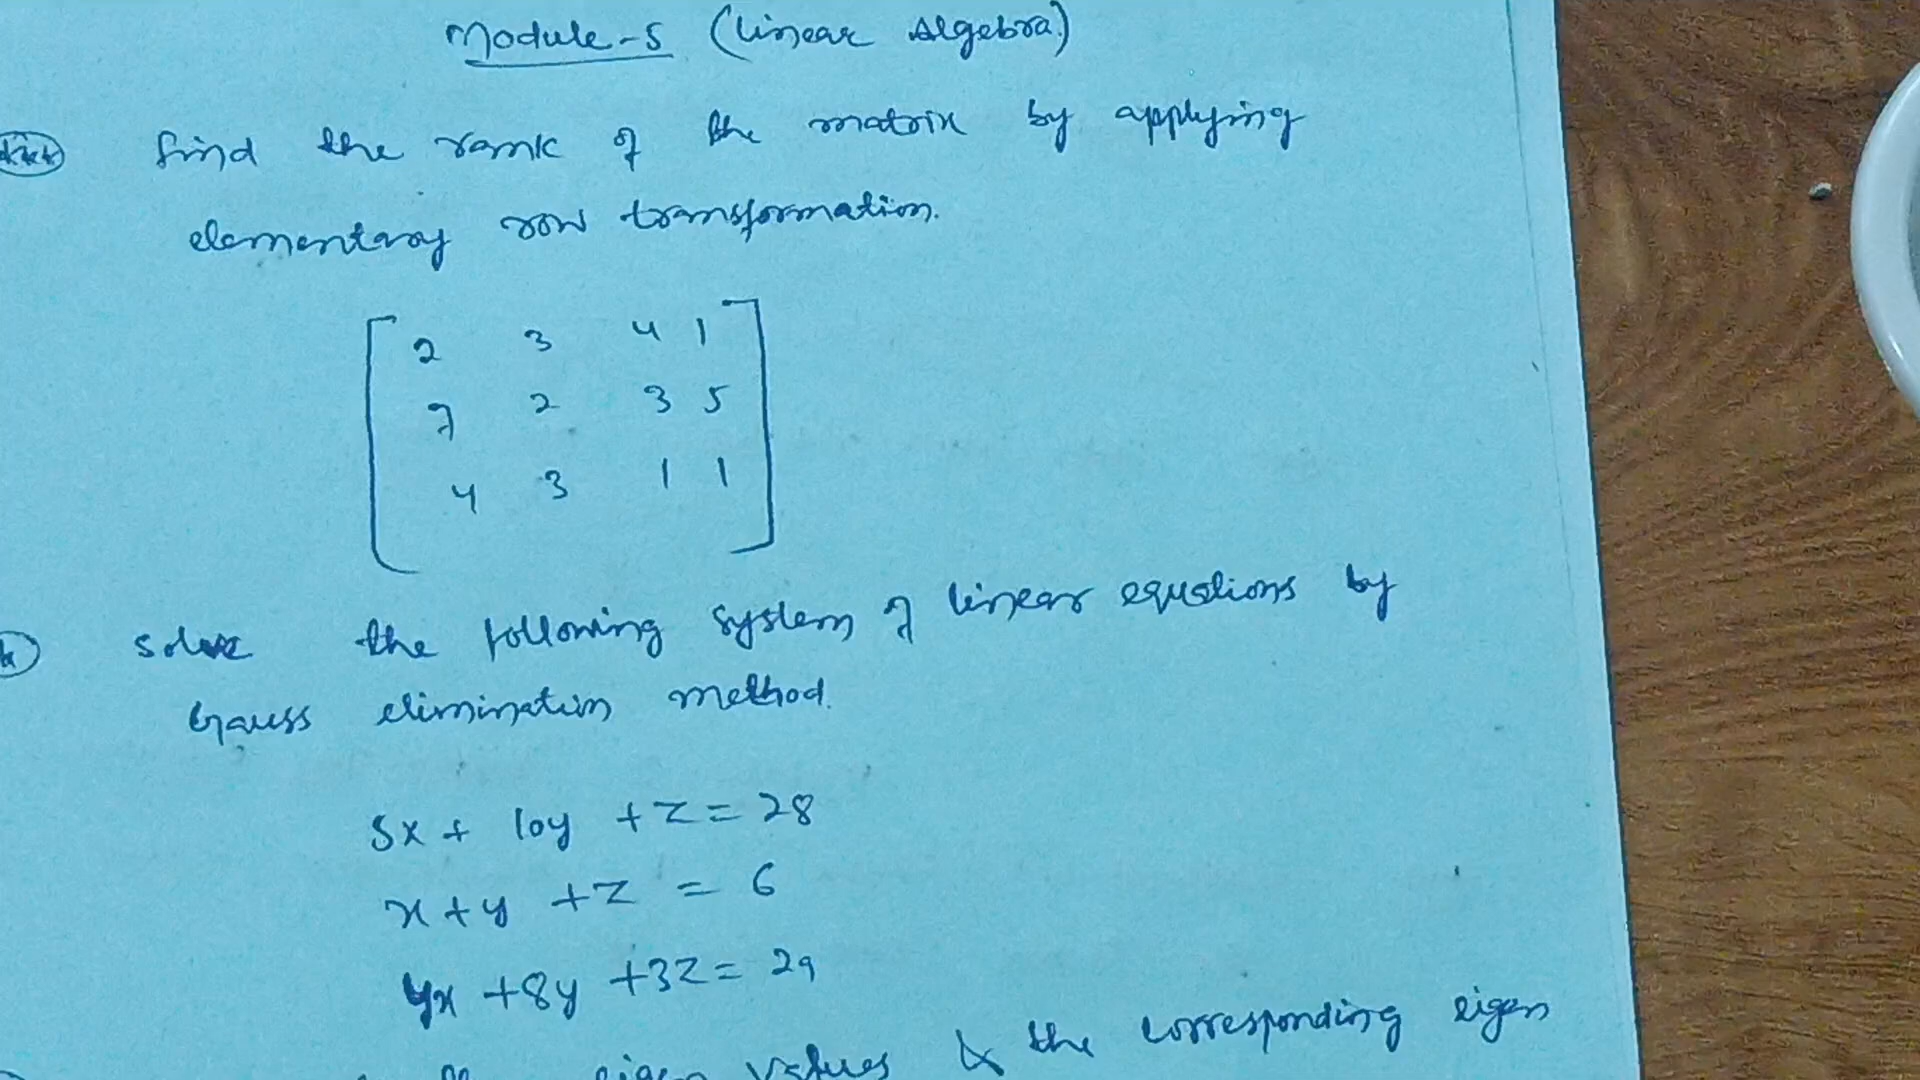 Module-5 (Linear Algebra)
find the rank of the matrix by applying
elementary row transformation.
2 3 4 1
7 2 3 5
4 3 1 1
solve the following system of linear equations by
Gauss elimination method.
5x + 10y + z = 28
x + y + z = 6
4x + 8y + 3z = 29
eigen values & the corresponding eigen